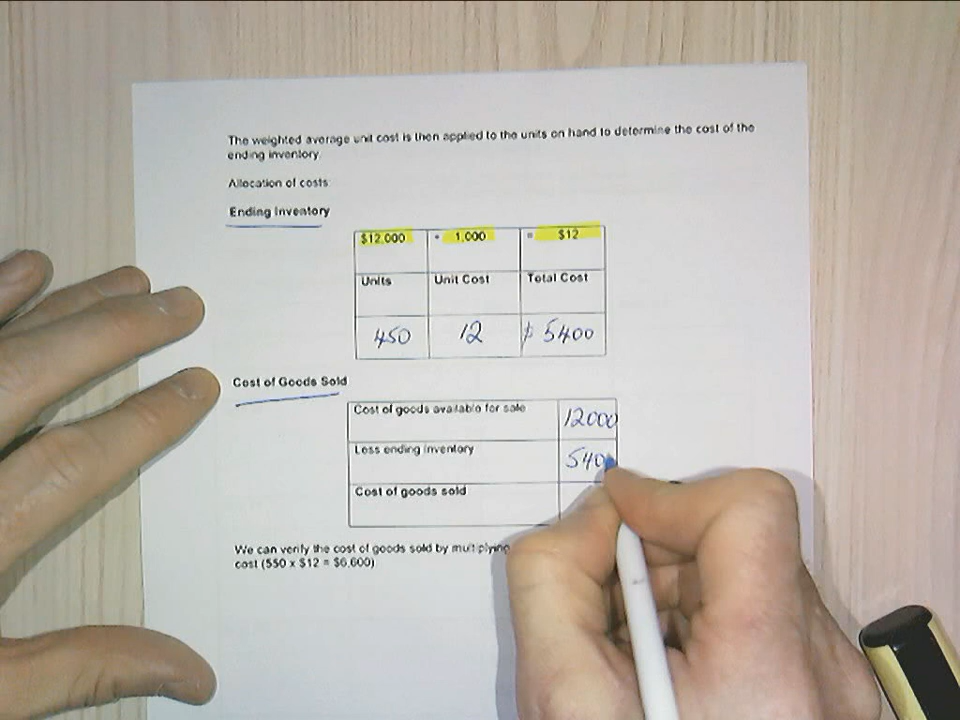 The weighted average unit cost is then applied to the units on hand to determine the cost of the
ending inventory.
Allocation of costs
Ending Inventory
$12,000 ÷ 1,000 = $12
Units Unit Cost Total Cost
450 12 $ 5400
Cost of Goods Sold
Cost of goods available for sale 12000
Less ending inventory 540
Cost of goods sold
We can verify the cost of goods sold by multiplying
cost (550 x $12 = $6,600)